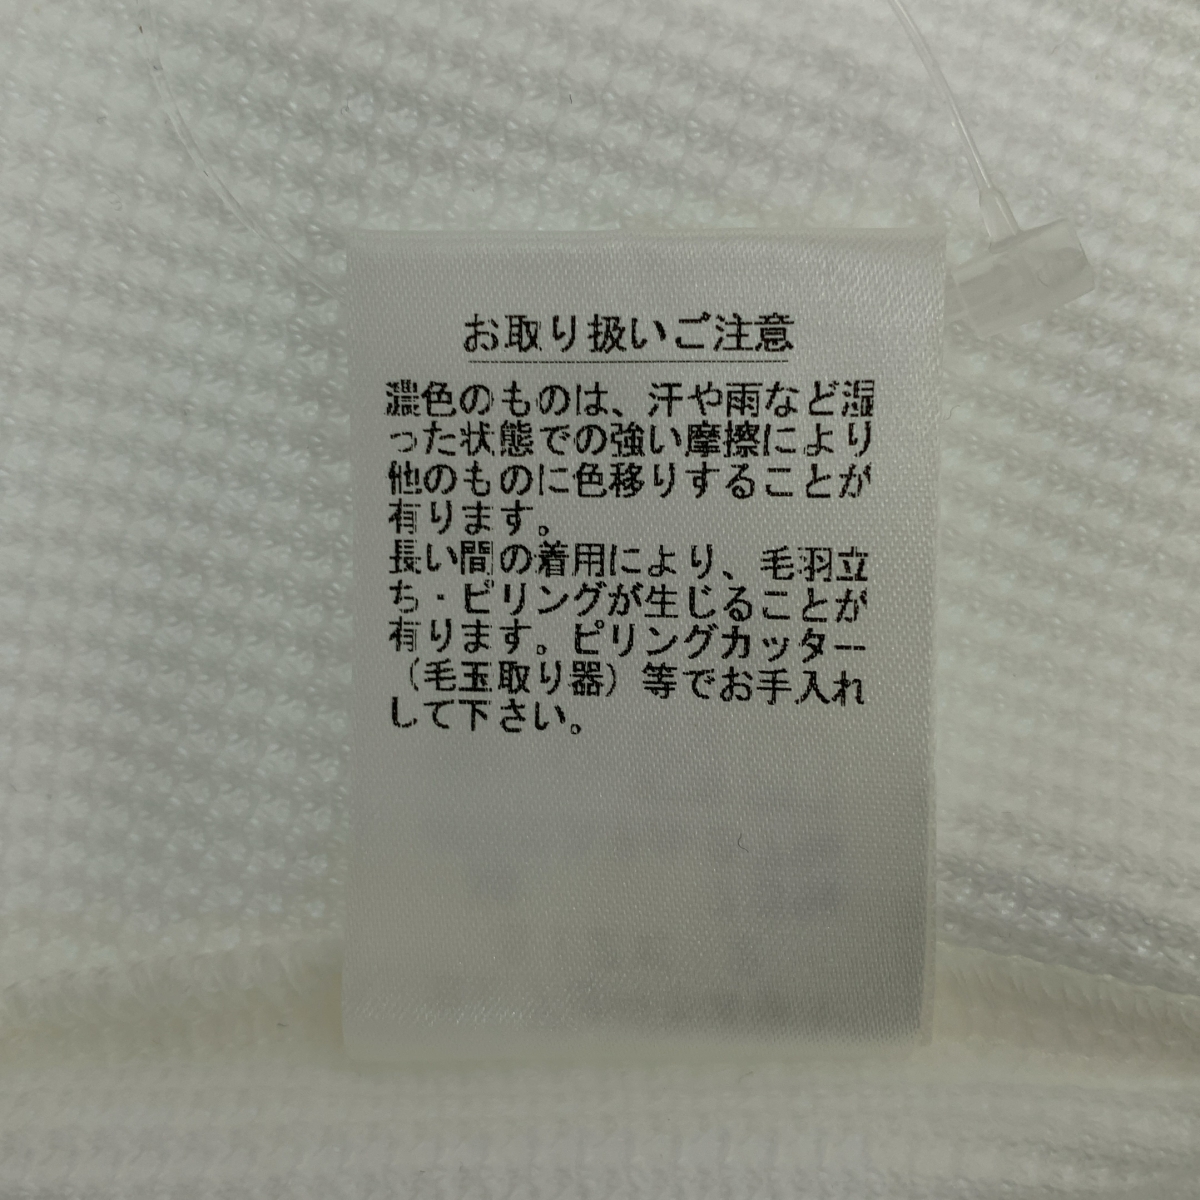 お取り扱いご注意
濃色のものは、汗や雨など湿
った状態での強い摩擦により
他のものに色移りすることが
有ります。
長い間の着用により、毛羽立
ち・ピリングが生じることが
有ります。ピリングカッター
（毛玉取り器）等でお手入れ
して下さい。